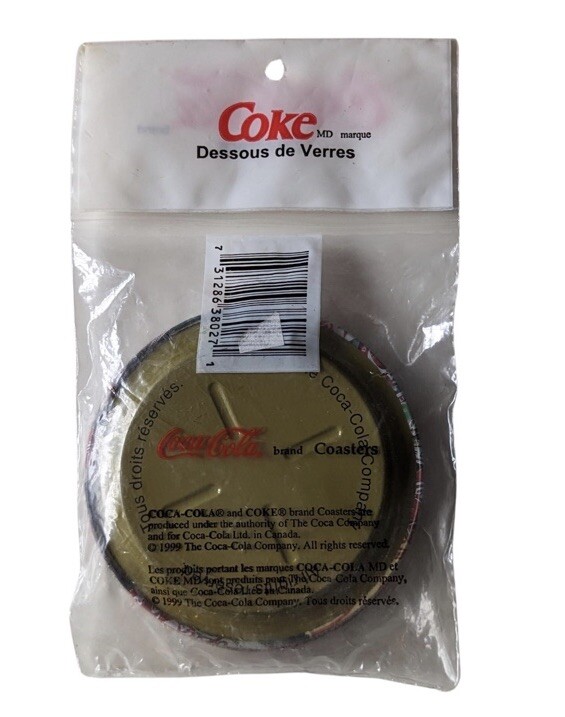 Coke MD marque
Dessous de Verres
7 31286 38027 1
Tous droits réservés.
Coca-Cola Company
Coca-Cola brand Coasters
COCA-COLA® and COKE® brand Coasters are
produced under the authority of The Coca Company
and for Coca-Cola Ltd. in Canada.
© 1999 The Coca-Cola Company. All rights reserved.
Les produits portant les marques COCA-COLA MD et
COKE MD sont produits pour The Coca-Cola Company,
ainsi que Coca-Cola Ltée au Canada.
© 1999 The Coca-Cola Company. Tous droits réservés.